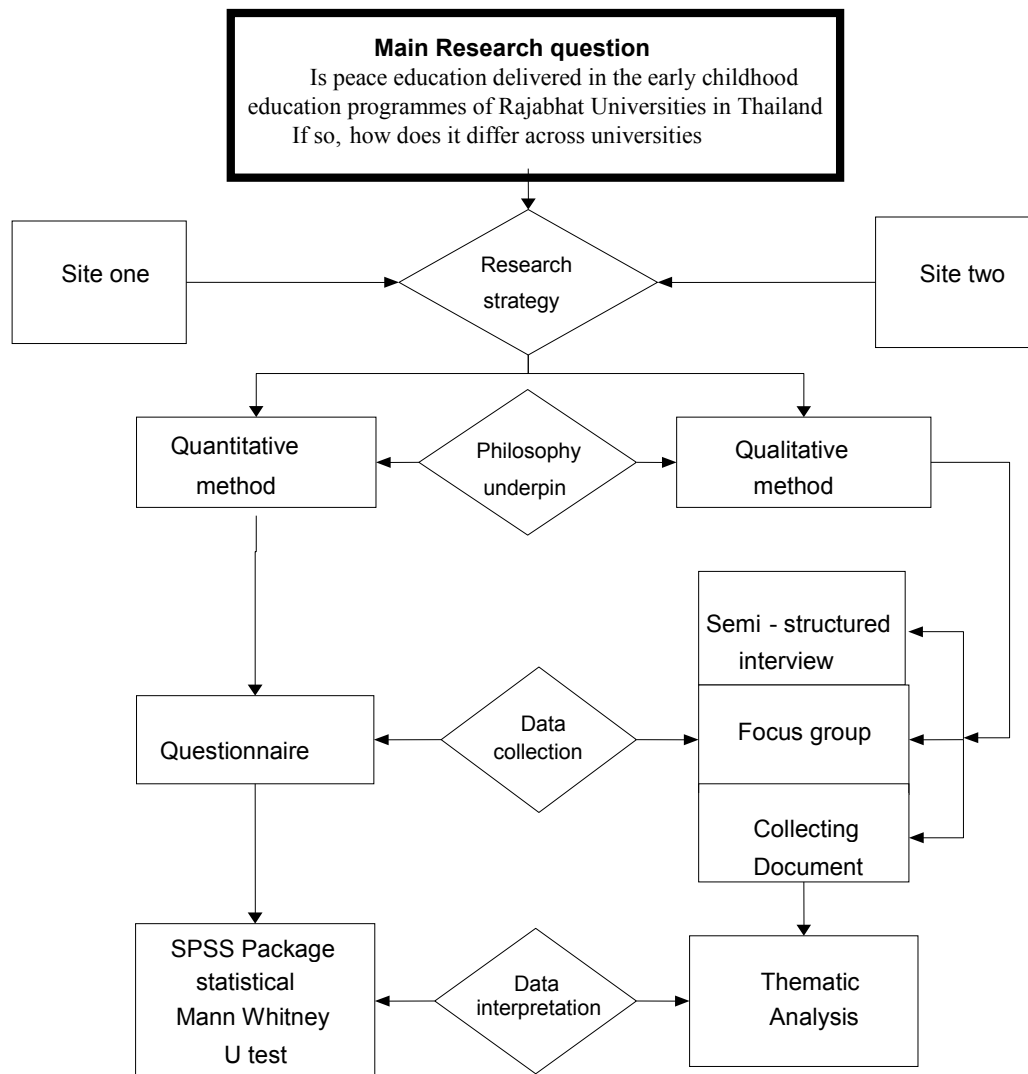 Main Research question
Is peace education delivered in the early childhood
education programmes of Rajabhat Universities in Thailand
If so, how does it differ across universities
Site one
Research
strategy
Site two
Quantitative
method
Philosophy
underpin
Qualitative
method
Semi - structured
interview
Questionnaire
Data
collection
Focus group
Collecting
Document
SPSS Package
statistical
Mann Whitney
U test
Data
interpretation
Thematic
Analysis